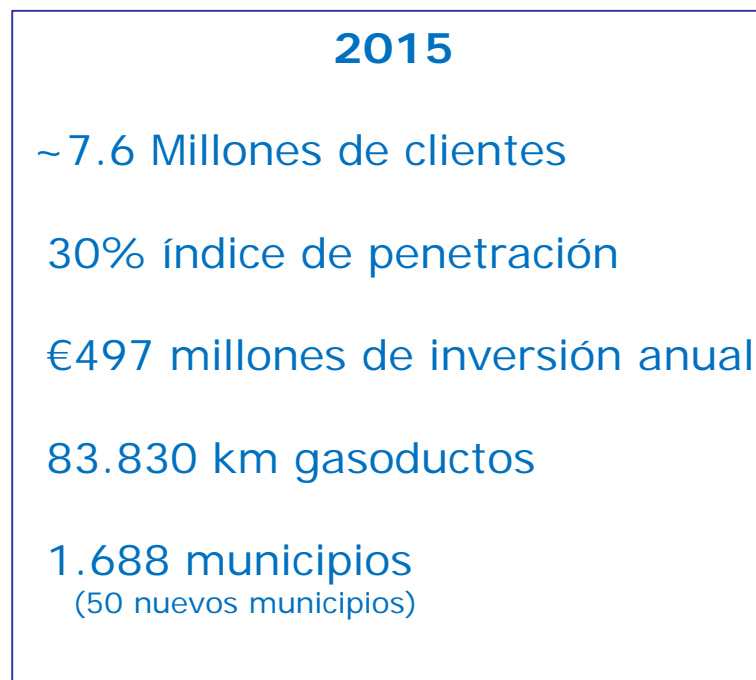 2015
~7.6 Millones de clientes
30% índice de penetración
€497 millones de inversión anual
83.830 km gasoductos
1.688 municipios
(50 nuevos municipios)